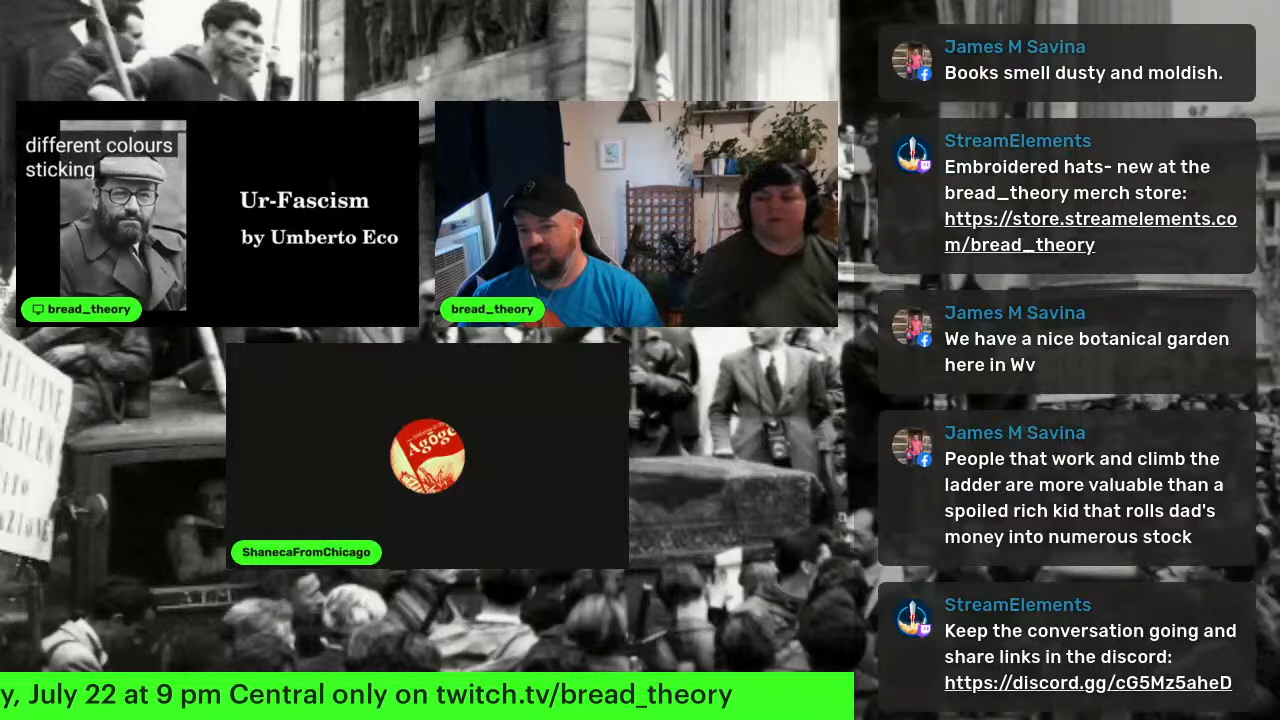 different colours
sticking
Ur-Fascism
by Umberto Eco
bread_theory
bread_theory
Agōge
ShanecaFromChicago
y, July 22 at 9 pm Central only on twitch.tv/bread_theory
James M Savina
Books smell dusty and moldish.
StreamElements
Embroidered hats- new at the
bread_theory merch store:
https://store.streamelements.co
m/bread_theory
James M Savina
We have a nice botanical garden
here in Wv
James M Savina
People that work and climb the
ladder are more valuable than a
spoiled rich kid that rolls dad's
money into numerous stock
StreamElements
Keep the conversation going and
share links in the discord:
https://discord.gg/cG5Mz5aheD